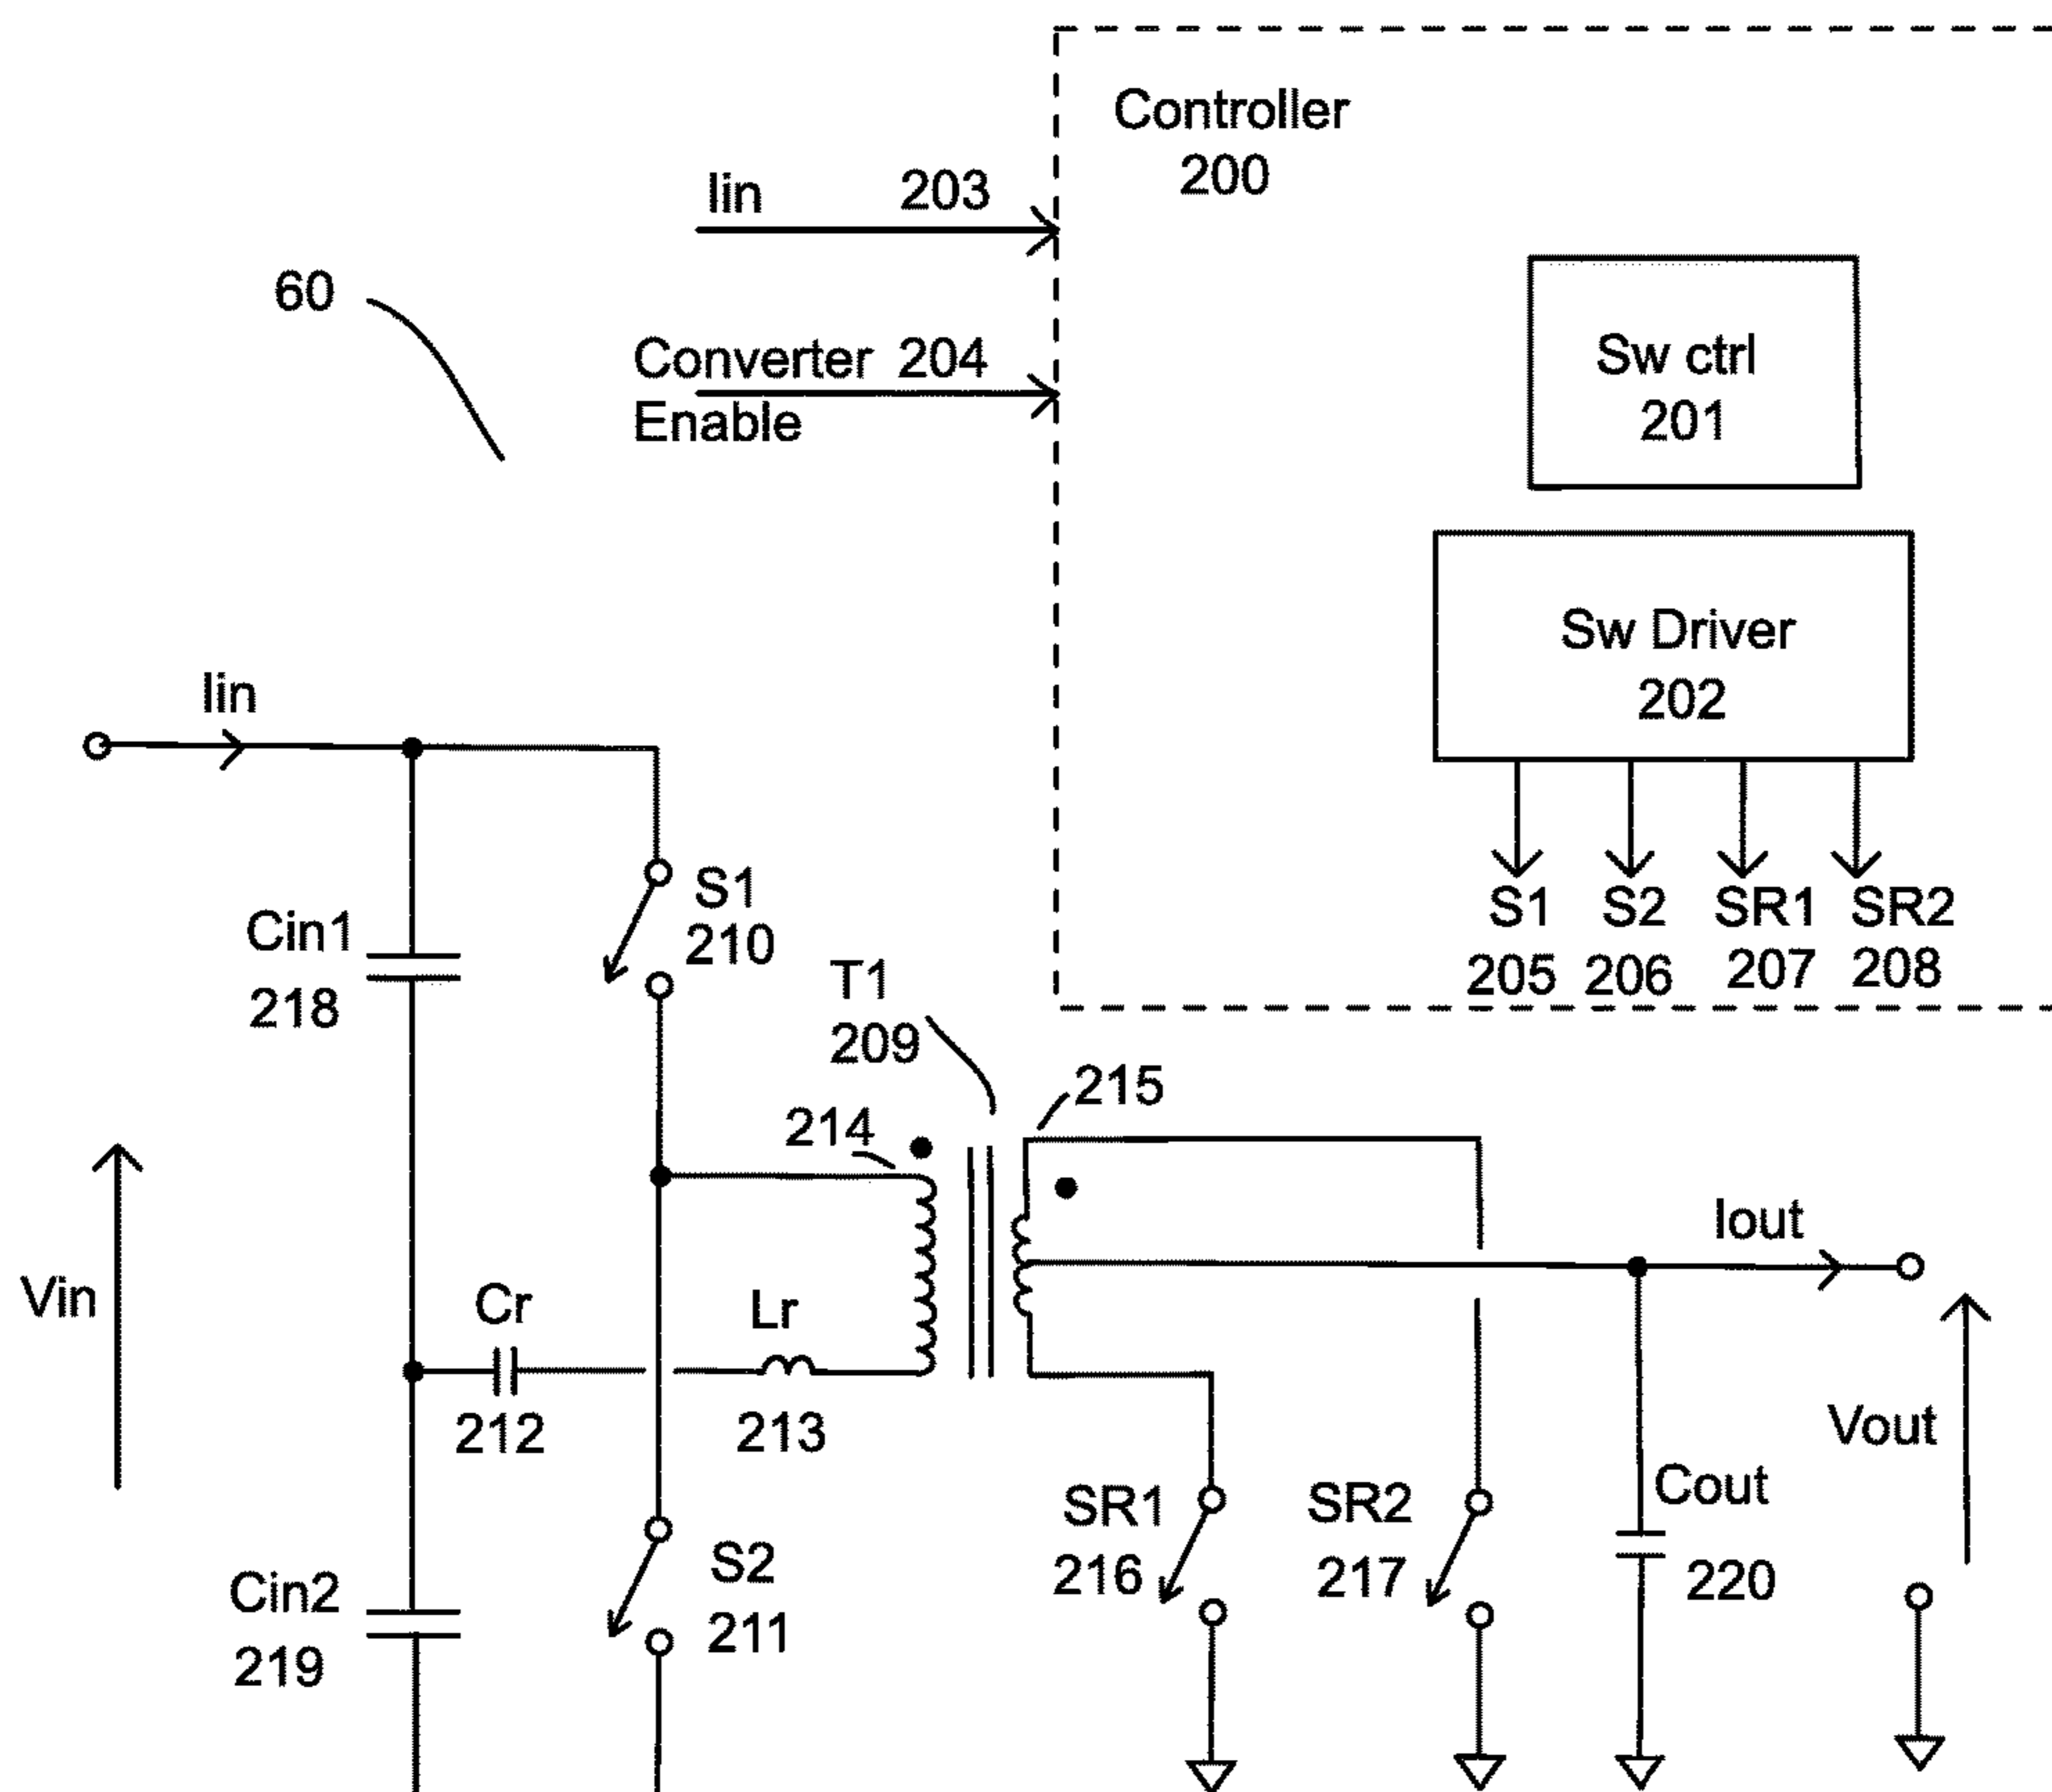 Controller
200
Iin 203
60
Converter 204
Enable
Sw ctrl
201
Sw Driver
202
S1 S2 SR1 SR2
205 206 207 208
Iin
S1
210
Cin1
218
T1
209
215
214
Iout
Vin
Cr
212
Lr
213
Vout
SR1
216
SR2
217
Cout
220
S2
211
Cin2
219